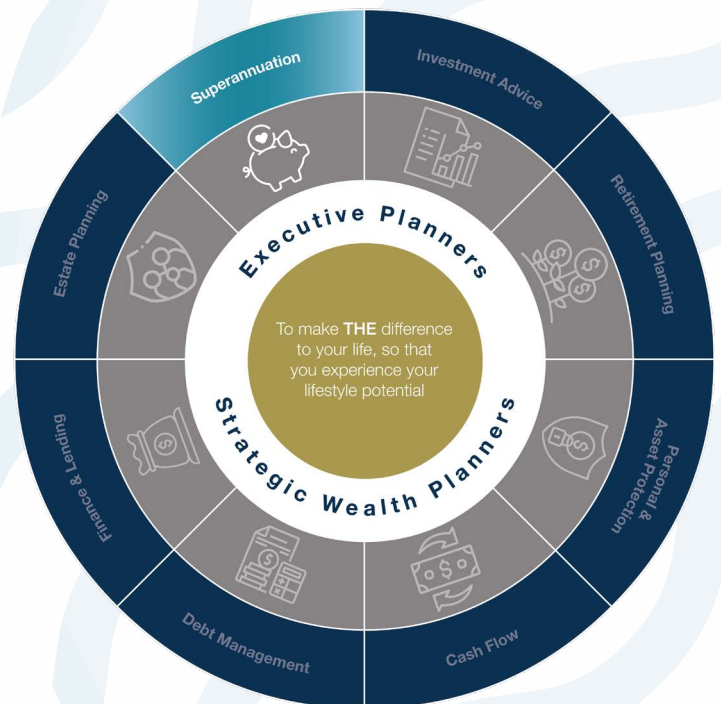 Superannuation
Investment Advice
Retirement Planning
Personal &
Asset Protection
Cash Flow
Debt Management
Finance & Lending
Estate Planning
Executive Planners
To make THE difference
to your life, so that
you experience your
lifestyle potential
Strategic Wealth Planners